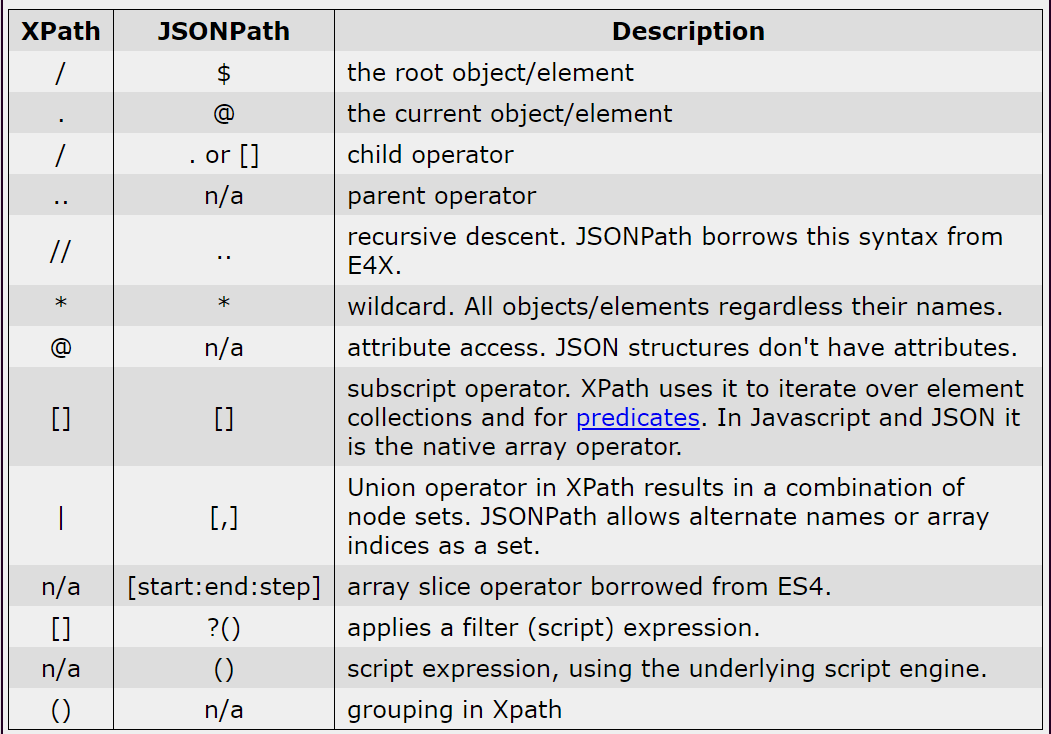 XPath JSONPath Description
/ $ the root object/element
. @ the current object/element
/ . or [] child operator
.. n/a parent operator
// .. recursive descent. JSONPath borrows this syntax from
E4X.
* * wildcard. All objects/elements regardless their names.
@ n/a attribute access. JSON structures don't have attributes.
[] [] subscript operator. XPath uses it to iterate over element
collections and for predicates. In Javascript and JSON it
is the native array operator.
| [,] Union operator in XPath results in a combination of
node sets. JSONPath allows alternate names or array
indices as a set.
n/a [start:end:step] array slice operator borrowed from ES4.
[] ?() applies a filter (script) expression.
n/a () script expression, using the underlying script engine.
() n/a grouping in Xpath